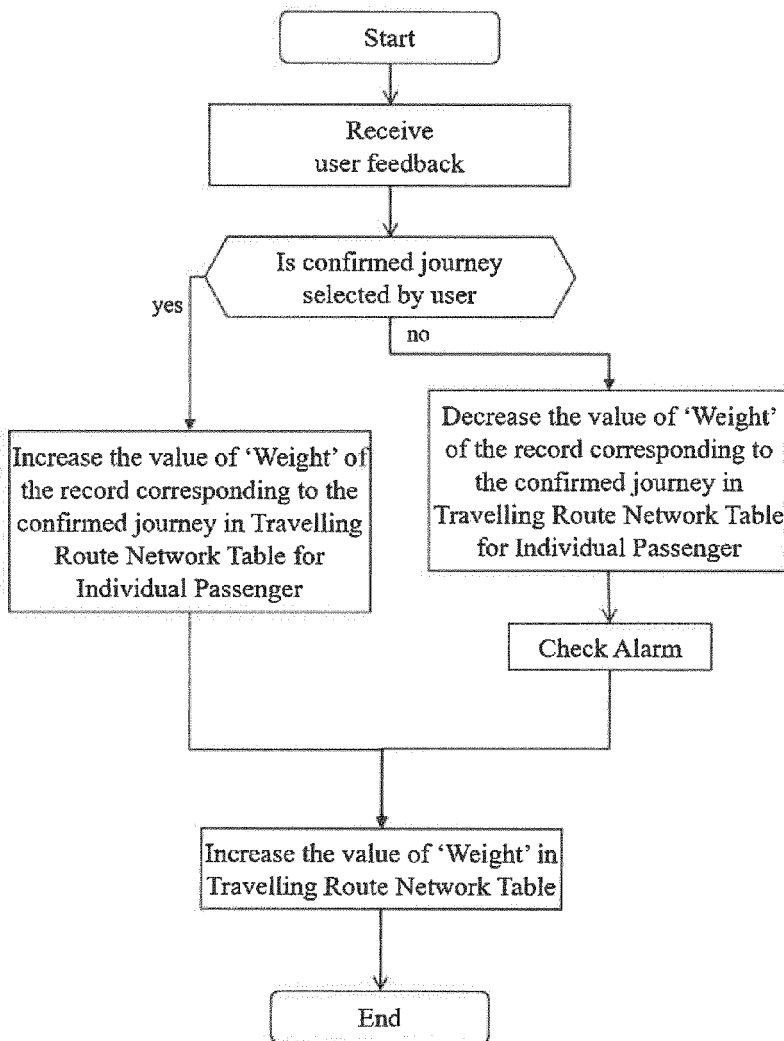 Start
Receive
user feedback
Is confirmed journey
selected by user
yes
no
Increase the value of ‘Weight’ of
the record corresponding to the
confirmed journey in Travelling
Route Network Table for
Individual Passenger
Decrease the value of ‘Weight’
of the record corresponding to
the confirmed journey in
Travelling Route Network Table
for Individual Passenger
Check Alarm
Increase the value of ‘Weight’ in
Travelling Route Network Table
End